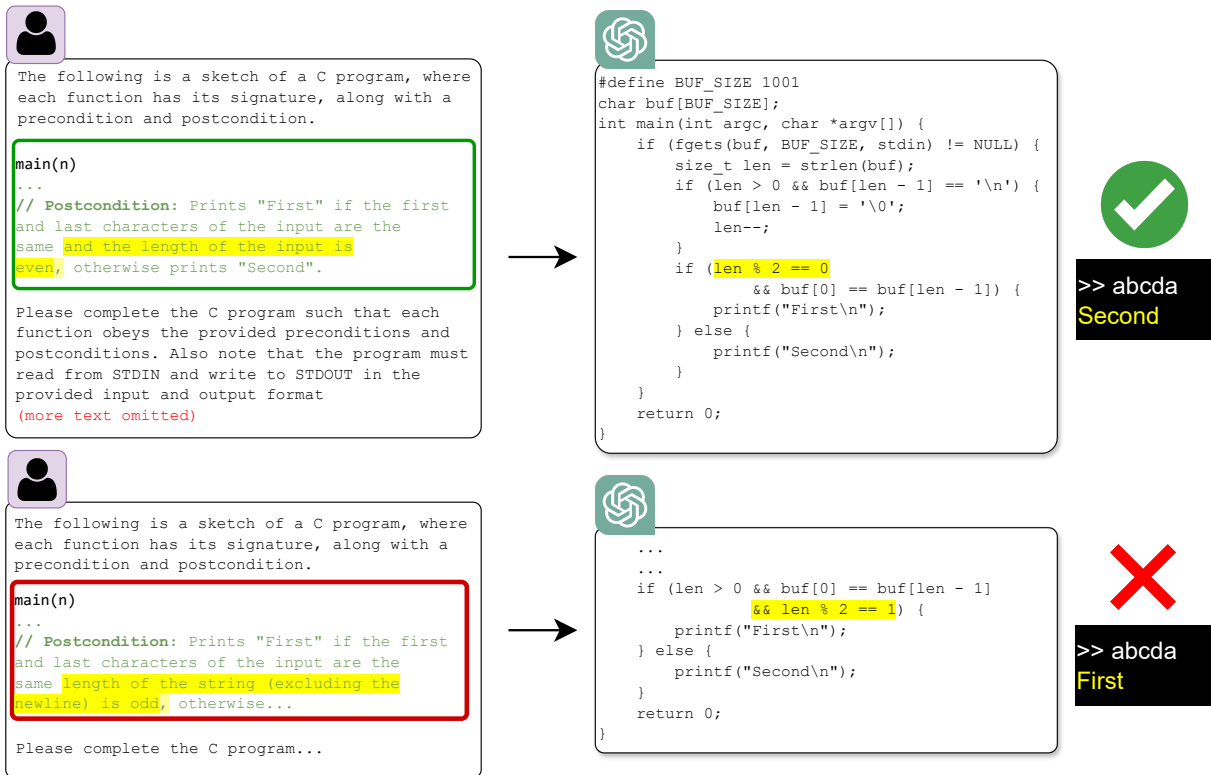 The following is a sketch of a C program, where
each function has its signature, along with a
precondition and postcondition.
main(n)
...
// Postcondition: Prints "First" if the first
and last characters of the input are the
same and the length of the input is
even, otherwise prints "Second".
Please complete the C program such that each
function obeys the provided preconditions and
postconditions. Also note that the program must
read from STDIN and write to STDOUT in the
provided input and output format
(more text omitted)
#define BUF_SIZE 1001
char buf[BUF_SIZE];
int main(int argc, char *argv[]) {
    if (fgets(buf, BUF_SIZE, stdin) != NULL) {
        size_t len = strlen(buf);
        if (len > 0 && buf[len - 1] == '\n') {
            buf[len - 1] = '\0';
            len--;
        }
        if (len % 2 == 0
                && buf[0] == buf[len - 1]) {
            printf("First\n");
        } else {
            printf("Second\n");
        }
    }
    return 0;
}
>> abcda
Second
The following is a sketch of a C program, where
each function has its signature, along with a
precondition and postcondition.
main(n)
...
// Postcondition: Prints "First" if the first
and last characters of the input are the
same length of the string (excluding the
newline) is odd, otherwise...
Please complete the C program...
    ...
    ...
    if (len > 0 && buf[0] == buf[len - 1]
                && len % 2 == 1) {
        printf("First\n");
    } else {
        printf("Second\n");
    }
    return 0;
}
>> abcda
First